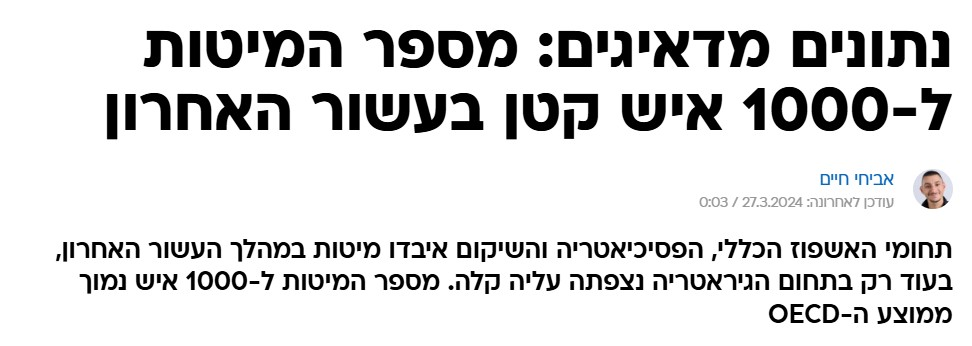 נתונים מדאיגים: מספר המיטות
ל-1000 איש קטן בעשור האחרון
אביחי חיים
עודכן לאחרונה: 27.3.2024 / 0:03
תחומי האשפוז הכללי, הפסיכיאטריה והשיקום איבדו מיטות במהלך העשור האחרון,
בעוד רק בתחום הגיראטריה נצפתה עליה קלה. מספר המיטות ל-1000 איש נמוך
ממוצע ה-OECD